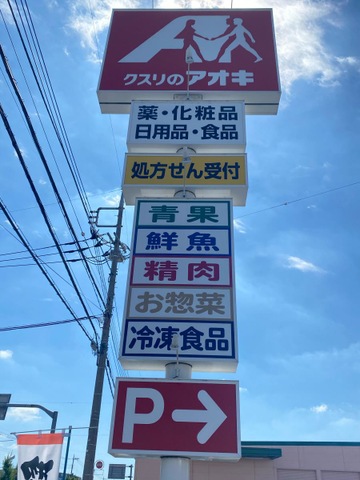 クスリのアオキ
薬・化粧品
日用品・食品
処方せん受付
青果
鮮魚
精肉
お惣菜
冷凍食品
P→